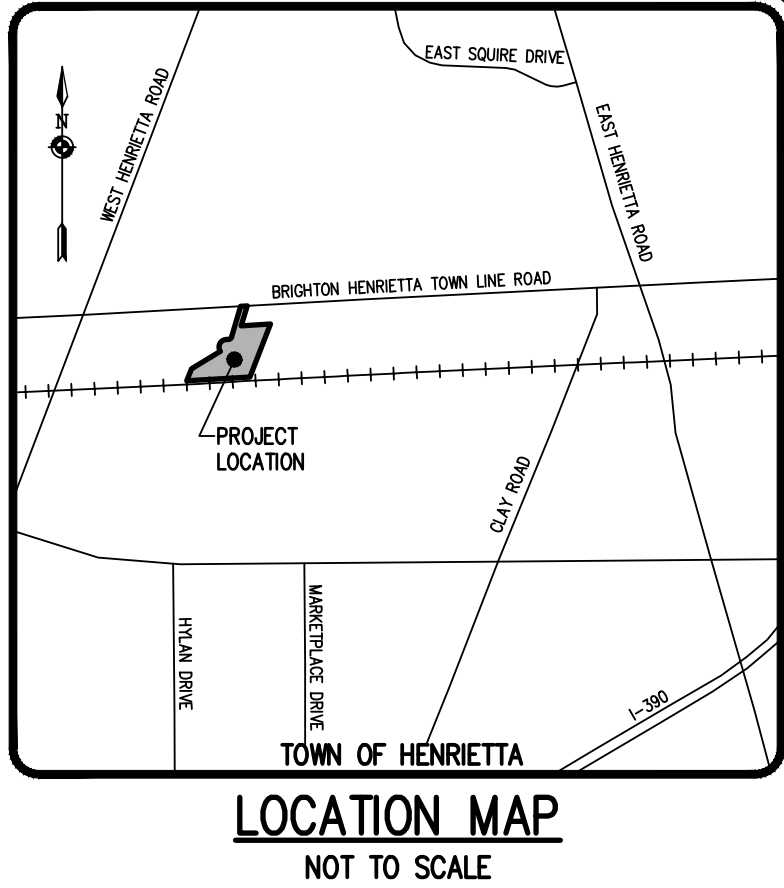 EAST SQUIRE DRIVE
WEST HENRIETTA ROAD
N
EAST HENRIETTA ROAD
BRIGHTON HENRIETTA TOWN LINE ROAD
PROJECT
LOCATION
CLAY ROAD
HYLAN DRIVE
MARKETPLACE DRIVE
I-390
TOWN OF HENRIETTA
LOCATION MAP
NOT TO SCALE